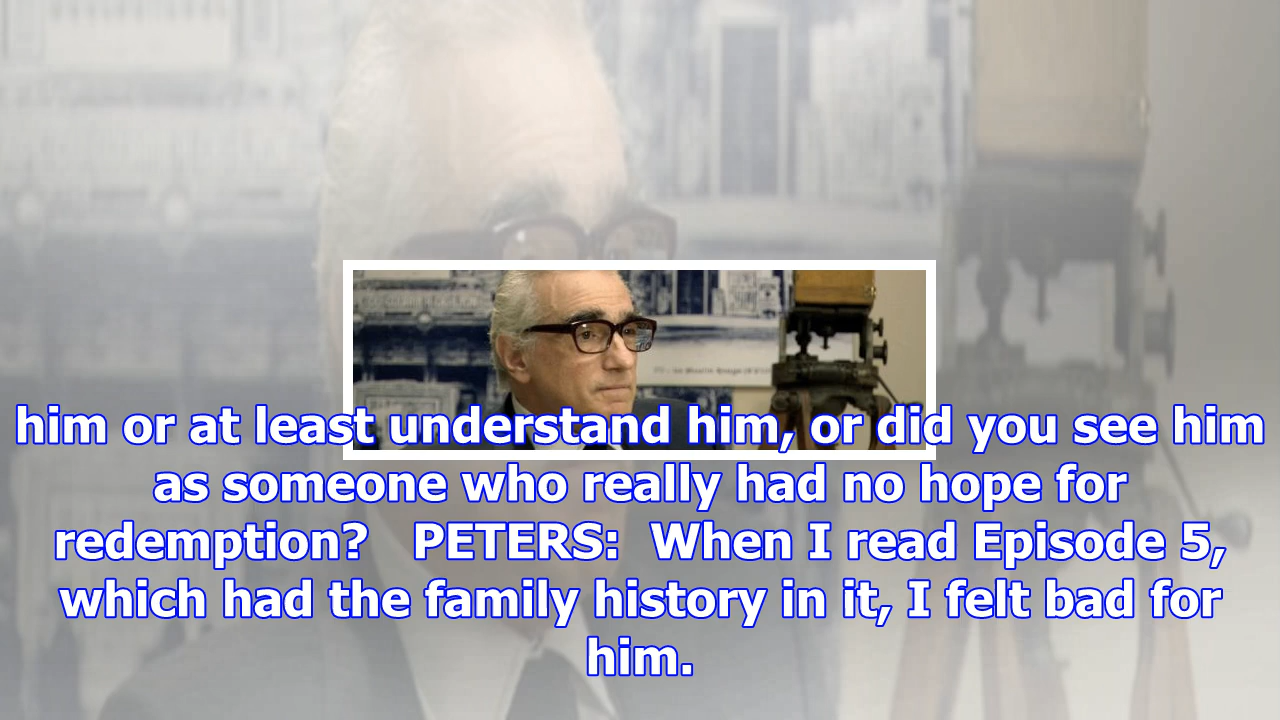 him or at least understand him, or did you see him
as someone who really had no hope for
redemption?   PETERS:  When I read Episode 5,
which had the family history in it, I felt bad for
him.